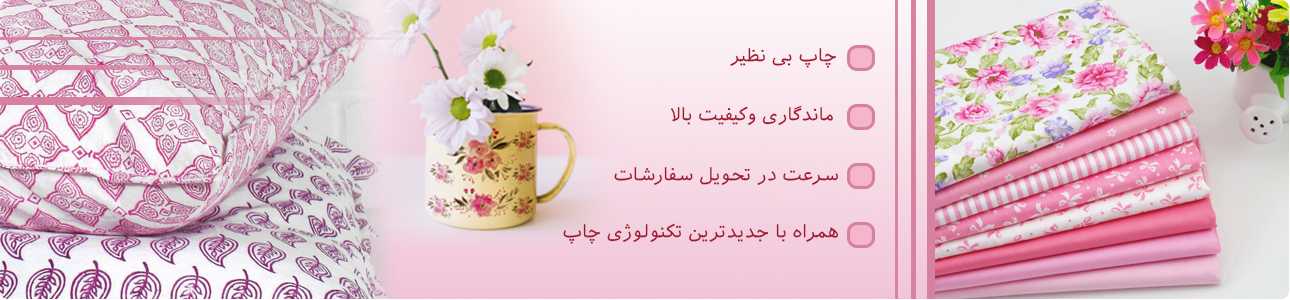 چاپ بی نظیر
ماندگاری وکیفیت بالا
سرعت در تحویل سفارشات
همراه با جدیدترین تکنولوژی چاپ